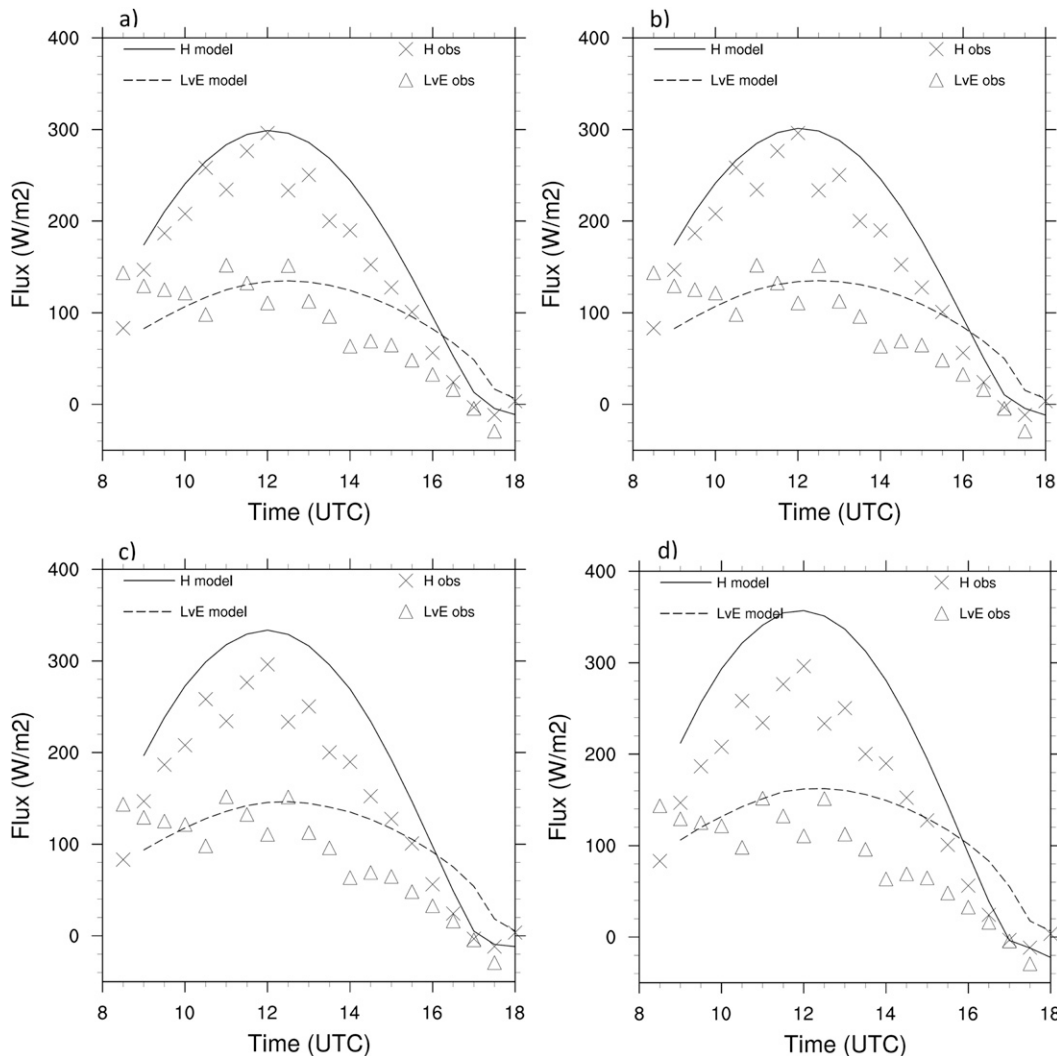 a)
400
H model
H obs
LvE model
LvE obs
300
200
100
0
Flux (W/m2)
8 10 12 14 16 18
Time (UTC)
b)
400
H model
H obs
LvE model
LvE obs
300
200
100
0
Flux (W/m2)
8 10 12 14 16 18
Time (UTC)
c)
400
H model
H obs
LvE model
LvE obs
300
200
100
0
Flux (W/m2)
8 10 12 14 16 18
Time (UTC)
d)
400
H model
H obs
LvE model
LvE obs
300
200
100
0
Flux (W/m2)
8 10 12 14 16 18
Time (UTC)